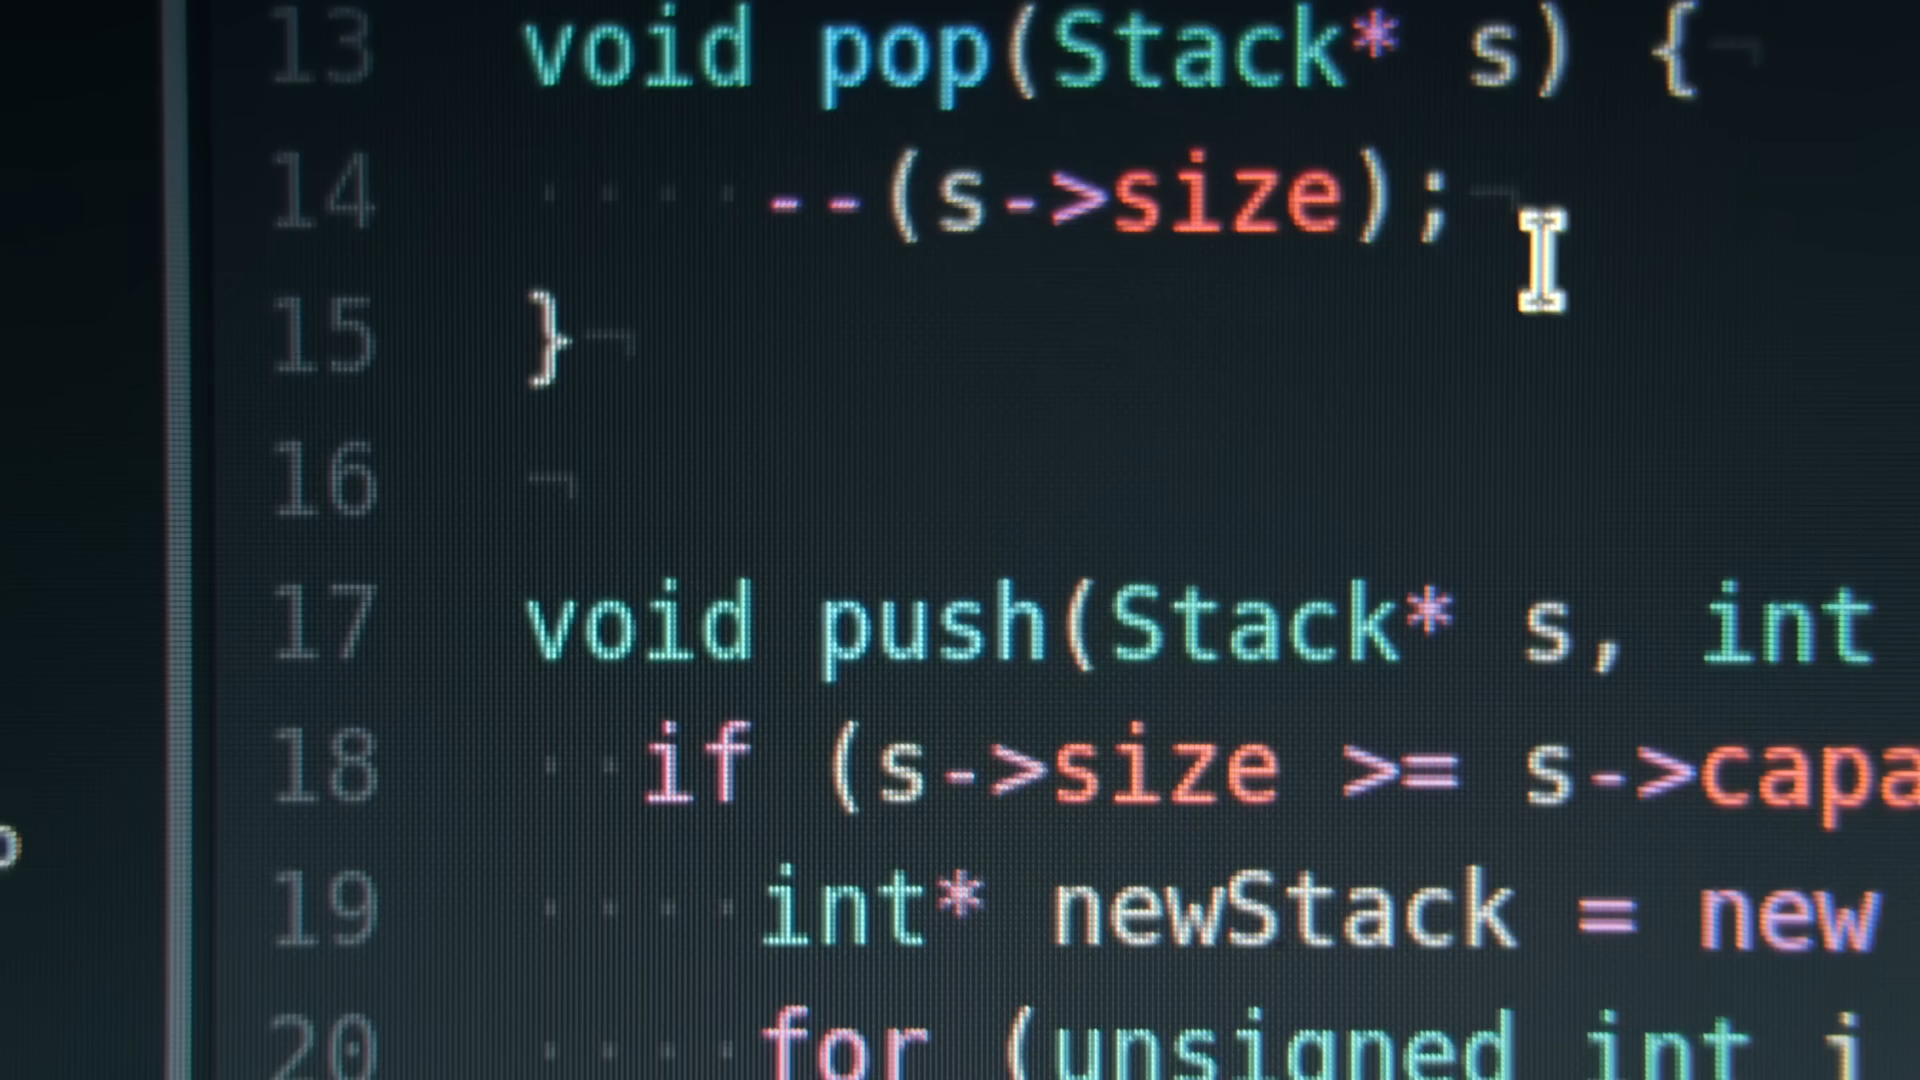 13 void pop(Stack* s) {¬
14 ····--(s->size);¬
15 }¬
16 ¬
17 void push(Stack* s, int
18 ··if (s->size >= s->capa
19 ····int* newStack = new
20 ····for (unsigned int i